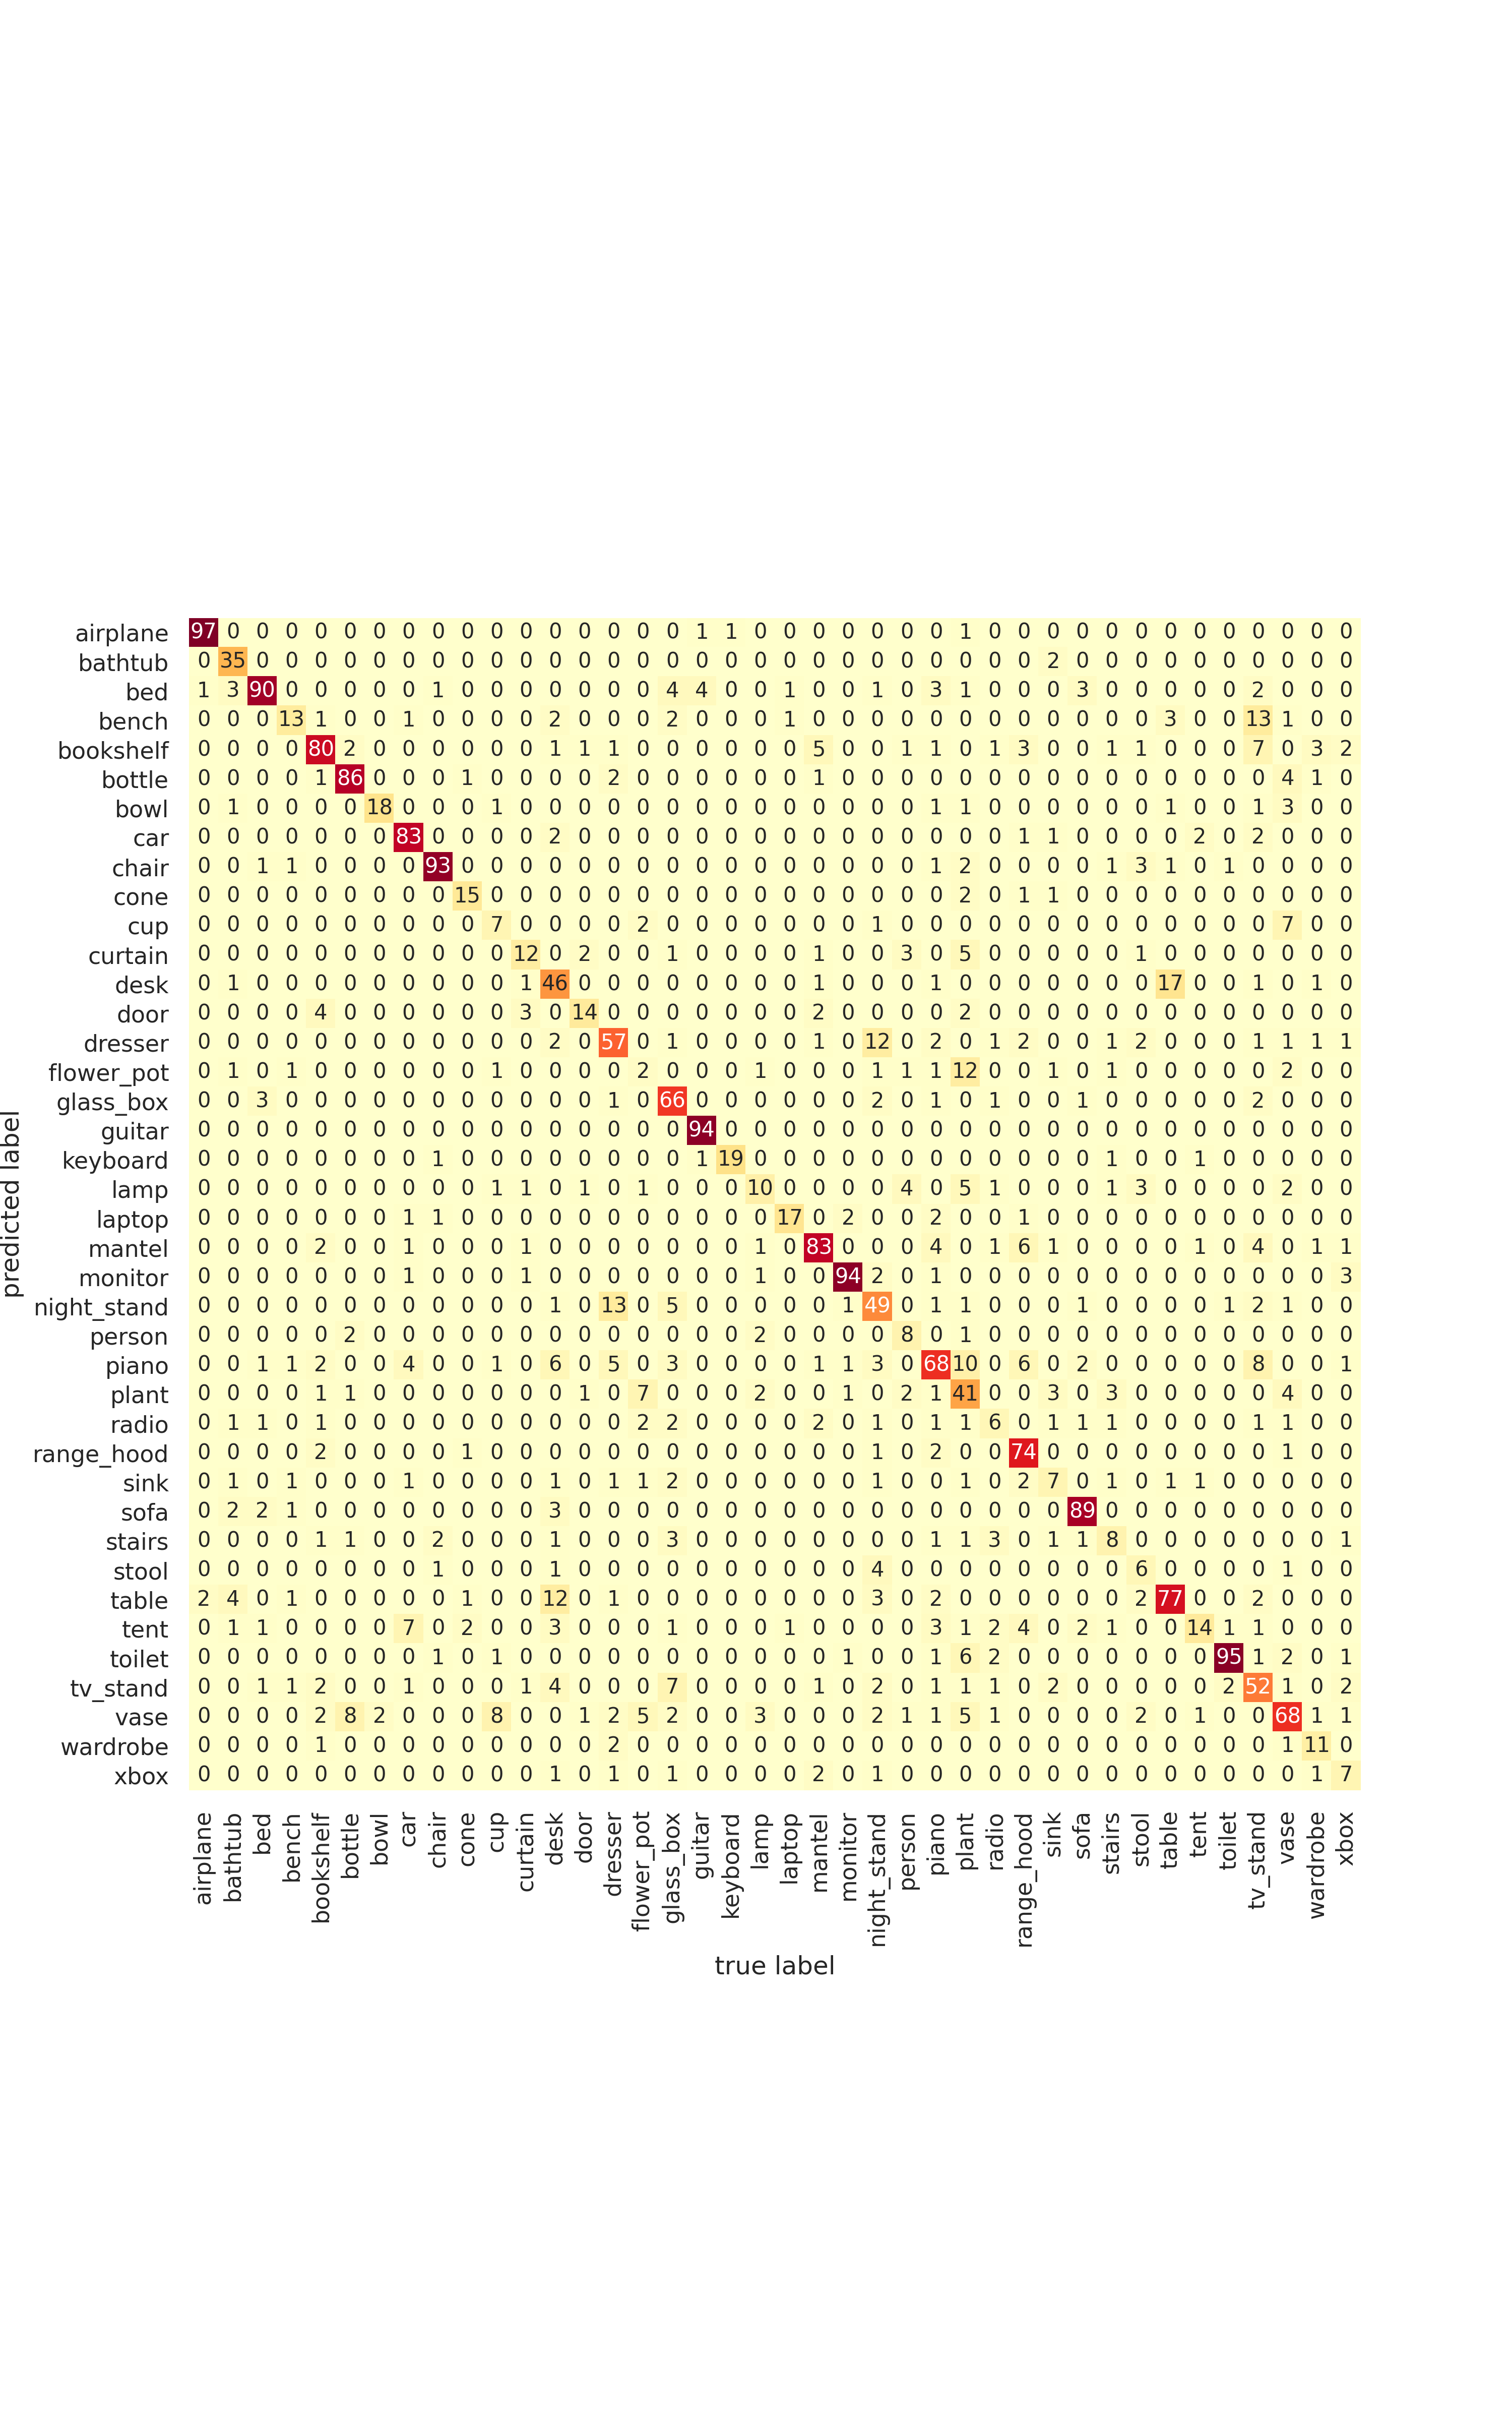 airplane 97 0 0 0 0 0 0 0 0 0 0 0 0 0 0 0 0 1 1 0 0 0 0 0 0 0 1 0 0 0 0 0 0 0 0 0 0 0 0 0
bathtub 0 35 0 0 0 0 0 0 0 0 0 0 0 0 0 0 0 0 0 0 0 0 0 0 0 0 0 0 0 2 0 0 0 0 0 0 0 0 0 0
bed 1 3 90 0 0 0 0 0 1 0 0 0 0 0 0 0 4 4 0 0 1 0 0 1 0 3 1 0 0 0 3 0 0 0 0 0 2 0 0 0
bench 0 0 0 13 1 0 0 1 0 0 0 0 2 0 0 0 2 0 0 0 1 0 0 0 0 0 0 0 0 0 0 0 0 3 0 0 13 1 0 0
bookshelf 0 0 0 0 80 2 0 0 0 0 0 0 1 1 1 0 0 0 0 0 0 5 0 0 1 1 0 1 3 0 0 1 1 0 0 0 7 0 3 2
bottle 0 0 0 0 1 86 0 0 0 1 0 0 0 0 2 0 0 0 0 0 0 1 0 0 0 0 0 0 0 0 0 0 0 0 0 0 0 4 1 0
bowl 0 1 0 0 0 0 18 0 0 0 1 0 0 0 0 0 0 0 0 0 0 0 0 0 0 1 1 0 0 0 0 0 0 1 0 0 1 3 0 0
car 0 0 0 0 0 0 0 83 0 0 0 0 2 0 0 0 0 0 0 0 0 0 0 0 0 0 0 0 1 1 0 0 0 0 2 0 2 0 0 0
chair 0 0 1 1 0 0 0 0 93 0 0 0 0 0 0 0 0 0 0 0 0 0 0 0 0 1 2 0 0 0 0 1 3 1 0 1 0 0 0 0
cone 0 0 0 0 0 0 0 0 0 15 0 0 0 0 0 0 0 0 0 0 0 0 0 0 0 0 2 0 1 1 0 0 0 0 0 0 0 0 0 0
cup 0 0 0 0 0 0 0 0 0 0 7 0 0 0 0 2 0 0 0 0 0 0 0 1 0 0 0 0 0 0 0 0 0 0 0 0 0 7 0 0
curtain 0 0 0 0 0 0 0 0 0 0 0 12 0 2 0 0 1 0 0 0 0 1 0 0 3 0 5 0 0 0 0 0 1 0 0 0 0 0 0 0
desk 0 1 0 0 0 0 0 0 0 0 0 1 46 0 0 0 0 0 0 0 0 1 0 0 0 1 0 0 0 0 0 0 0 17 0 0 1 0 1 0
door 0 0 0 0 4 0 0 0 0 0 0 3 0 14 0 0 0 0 0 0 0 2 0 0 0 0 2 0 0 0 0 0 0 0 0 0 0 0 0 0
dresser 0 0 0 0 0 0 0 0 0 0 0 0 2 0 57 0 1 0 0 0 0 1 0 12 0 2 0 1 2 0 0 1 2 0 0 0 1 1 1 1
flower_pot 0 1 0 1 0 0 0 0 0 0 1 0 0 0 0 2 0 0 0 1 0 0 0 1 1 1 12 0 0 1 0 1 0 0 0 0 0 2 0 0
glass_box 0 0 3 0 0 0 0 0 0 0 0 0 0 0 1 0 66 0 0 0 0 0 0 2 0 1 0 1 0 0 1 0 0 0 0 0 2 0 0 0
guitar 0 0 0 0 0 0 0 0 0 0 0 0 0 0 0 0 0 94 0 0 0 0 0 0 0 0 0 0 0 0 0 0 0 0 0 0 0 0 0 0
keyboard 0 0 0 0 0 0 0 0 1 0 0 0 0 0 0 0 0 1 19 0 0 0 0 0 0 0 0 0 0 0 0 1 0 0 1 0 0 0 0 0
lamp 0 0 0 0 0 0 0 0 0 0 1 1 0 1 0 1 0 0 0 10 0 0 0 0 4 0 5 1 0 0 0 1 3 0 0 0 0 2 0 0
laptop 0 0 0 0 0 0 0 1 1 0 0 0 0 0 0 0 0 0 0 0 17 0 2 0 0 2 0 0 1 0 0 0 0 0 0 0 0 0 0 0
mantel 0 0 0 0 2 0 0 1 0 0 0 1 0 0 0 0 0 0 0 1 0 83 0 0 0 4 0 1 6 1 0 0 0 0 1 0 4 0 1 1
monitor 0 0 0 0 0 0 0 1 0 0 0 1 0 0 0 0 0 0 0 1 0 0 94 2 0 1 0 0 0 0 0 0 0 0 0 0 0 0 0 3
night_stand 0 0 0 0 0 0 0 0 0 0 0 0 1 0 13 0 5 0 0 0 0 0 1 49 0 1 1 0 0 0 1 0 0 0 0 1 2 1 0 0
person 0 0 0 0 0 2 0 0 0 0 0 0 0 0 0 0 0 0 0 2 0 0 0 0 8 0 1 0 0 0 0 0 0 0 0 0 0 0 0 0
piano 0 0 1 1 2 0 0 4 0 0 1 0 6 0 5 0 3 0 0 0 0 1 1 3 0 68 10 0 6 0 2 0 0 0 0 0 8 0 0 1
plant 0 0 0 0 1 1 0 0 0 0 0 0 0 1 0 7 0 0 0 2 0 0 1 0 2 1 41 0 0 3 0 3 0 0 0 0 0 4 0 0
radio 0 1 1 0 1 0 0 0 0 0 0 0 0 0 0 2 2 0 0 0 0 2 0 1 0 1 1 6 0 1 1 1 0 0 0 0 1 1 0 0
range_hood 0 0 0 0 2 0 0 0 0 1 0 0 0 0 0 0 0 0 0 0 0 0 0 1 0 2 0 0 74 0 0 0 0 0 0 0 0 1 0 0
sink 0 1 0 1 0 0 0 1 0 0 0 0 1 0 1 1 2 0 0 0 0 0 0 1 0 0 1 0 2 7 0 1 0 1 1 0 0 0 0 0
sofa 0 2 2 1 0 0 0 0 0 0 0 0 3 0 0 0 0 0 0 0 0 0 0 0 0 0 0 0 0 0 89 0 0 0 0 0 0 0 0 0
stairs 0 0 0 0 1 1 0 0 2 0 0 0 1 0 0 0 3 0 0 0 0 0 0 0 0 1 1 3 0 1 1 8 0 0 0 0 0 0 0 1
stool 0 0 0 0 0 0 0 0 1 0 0 0 1 0 0 0 0 0 0 0 0 0 0 4 0 0 0 0 0 0 0 0 6 0 0 0 0 1 0 0
table 2 4 0 1 0 0 0 0 0 1 0 0 12 0 1 0 0 0 0 0 0 0 0 3 0 2 0 0 0 0 0 0 2 77 0 0 2 0 0 0
tent 0 1 1 0 0 0 0 7 0 2 0 0 3 0 0 0 1 0 0 0 1 0 0 0 0 3 1 2 4 0 2 1 0 0 14 1 1 0 0 0
toilet 0 0 0 0 0 0 0 0 1 0 1 0 0 0 0 0 0 0 0 0 0 0 1 0 0 1 6 2 0 0 0 0 0 0 0 95 1 2 0 1
tv_stand 0 0 1 1 2 0 0 1 0 0 0 1 4 0 0 0 7 0 0 0 0 1 0 2 0 1 1 1 0 2 0 0 0 0 0 2 52 1 0 2
vase 0 0 0 0 2 8 2 0 0 0 8 0 0 1 2 5 2 0 0 3 0 0 0 2 1 1 5 1 0 0 0 0 2 0 1 0 0 68 1 1
wardrobe 0 0 0 0 1 0 0 0 0 0 0 0 0 0 2 0 0 0 0 0 0 0 0 0 0 0 0 0 0 0 0 0 0 0 0 0 0 1 11 0
xbox 0 0 0 0 0 0 0 0 0 0 0 0 1 0 1 0 1 0 0 0 0 2 0 1 0 0 0 0 0 0 0 0 0 0 0 0 0 0 1 7
predicted label
airplane bathtub bed bench bookshelf bottle bowl car chair cone cup curtain desk door dresser flower_pot glass_box guitar keyboard lamp laptop mantel monitor night_stand person piano plant radio range_hood sink sofa stairs stool table tent toilet tv_stand vase wardrobe xbox
true label